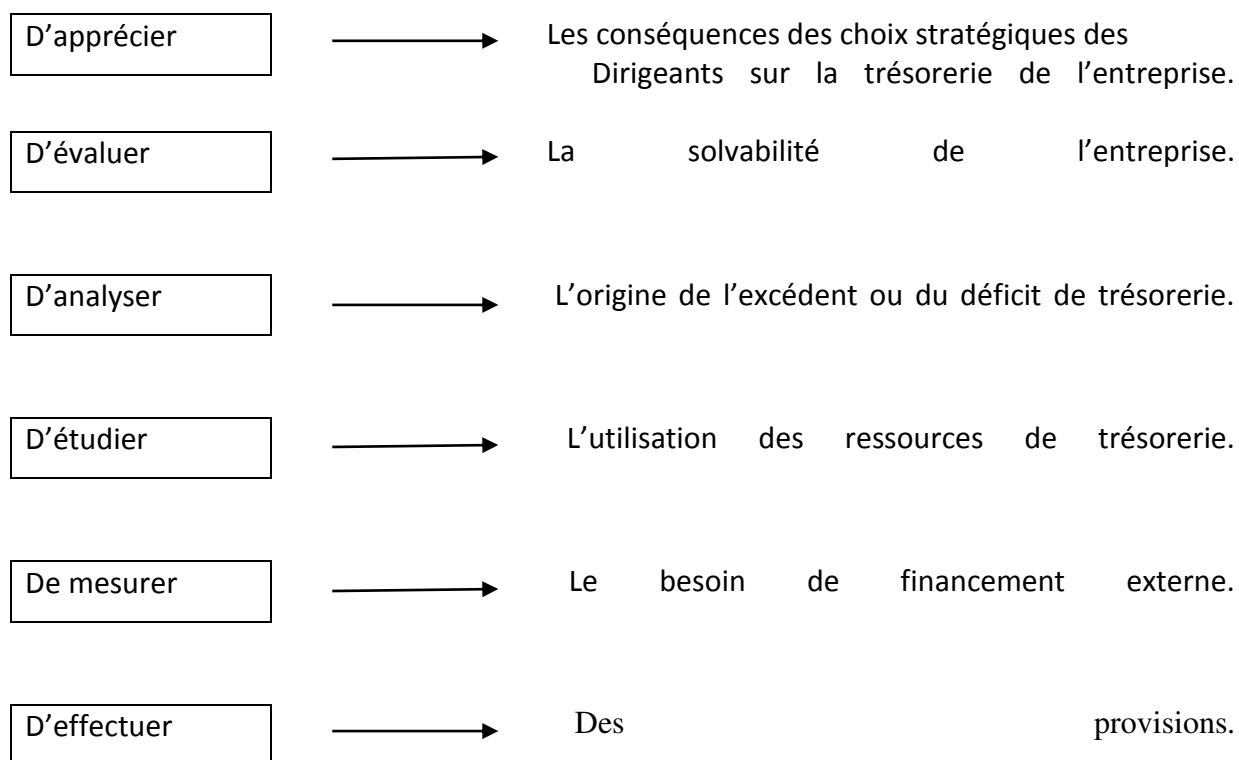 D’apprécier Les conséquences des choix stratégiques des
Dirigeants sur la trésorerie de l’entreprise.
D’évaluer La solvabilité de l’entreprise.
D’analyser L’origine de l’excédent ou du déficit de trésorerie.
D’étudier L’utilisation des ressources de trésorerie.
De mesurer Le besoin de financement externe.
D’effectuer Des provisions.